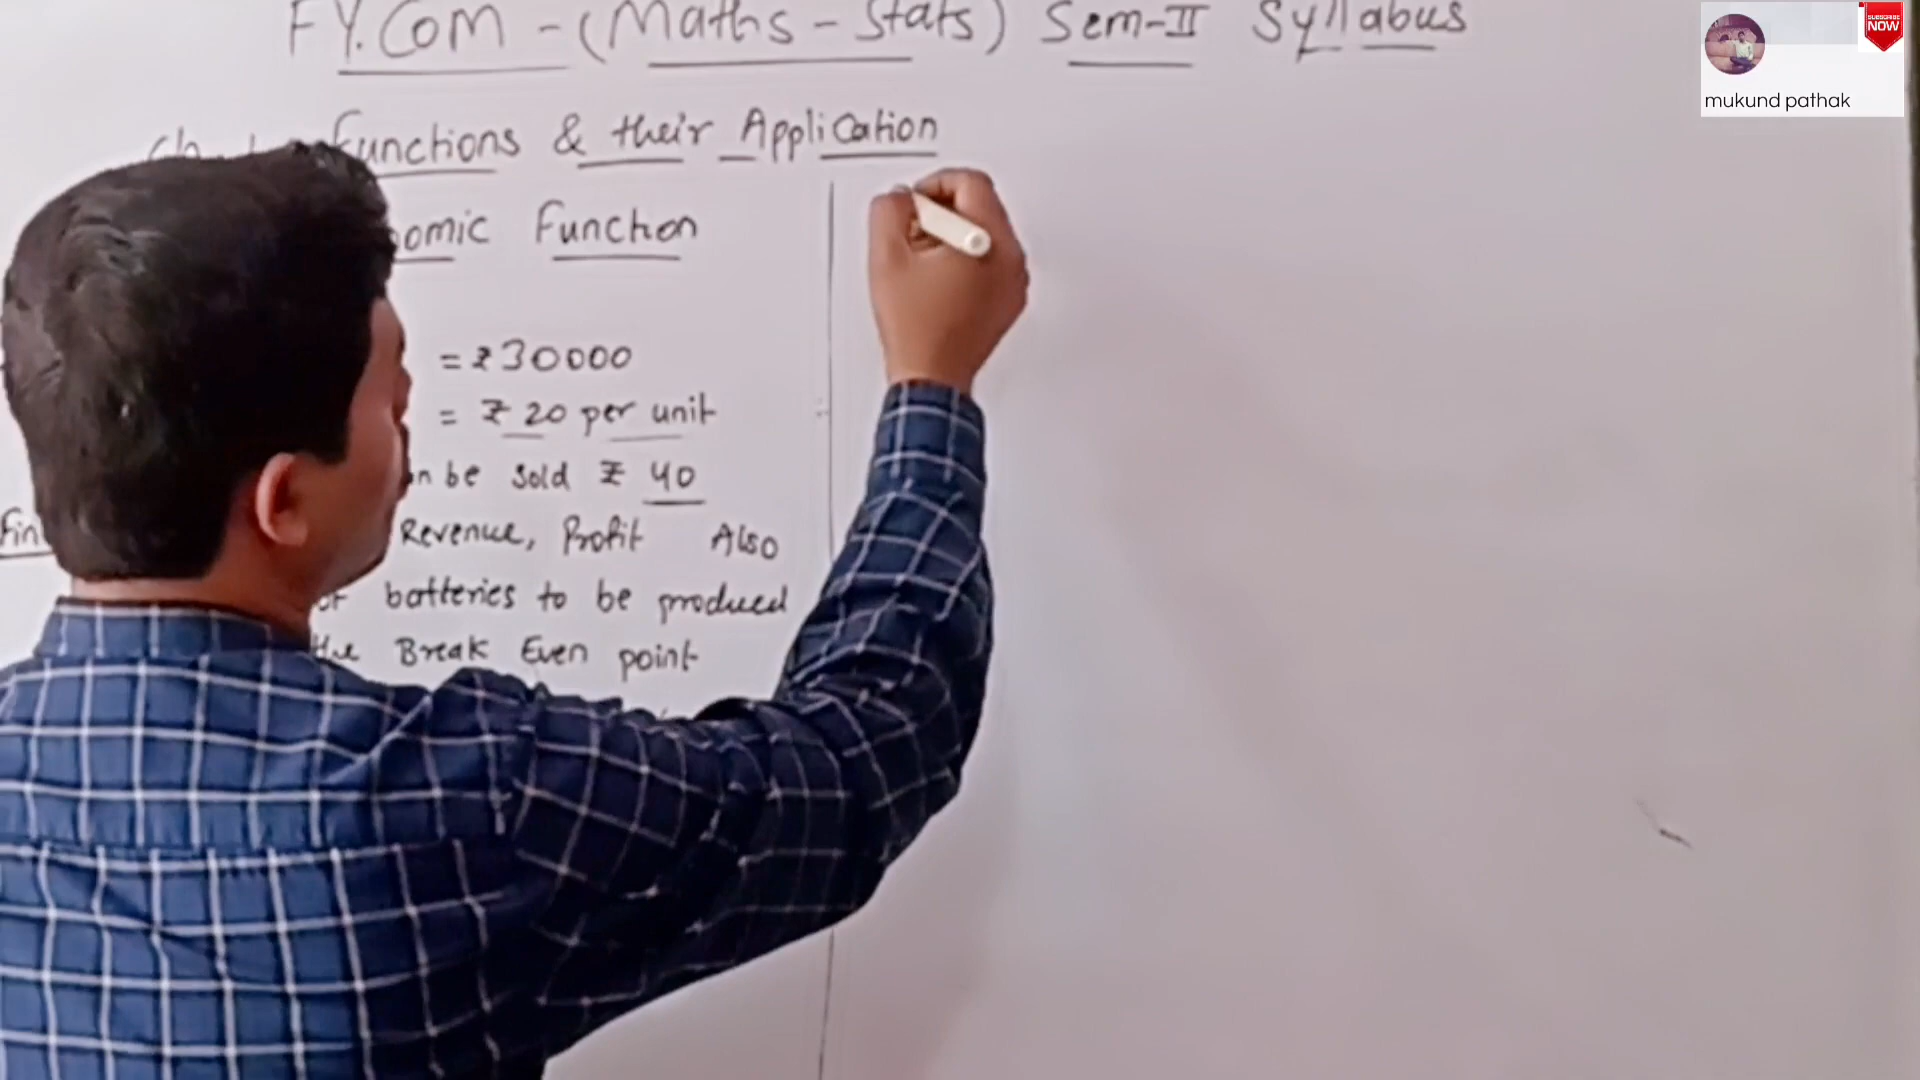 FY.Com - (Maths - Stats) Sem-II Syllabus
Functions & their Application
Function
= ₹30000
= ₹ 20 per unit
be sold ₹ 40
Revenue, Profit Also
batteries to be produced
the Break Even point
SUBSCRIBE
NOW
mukund pathak